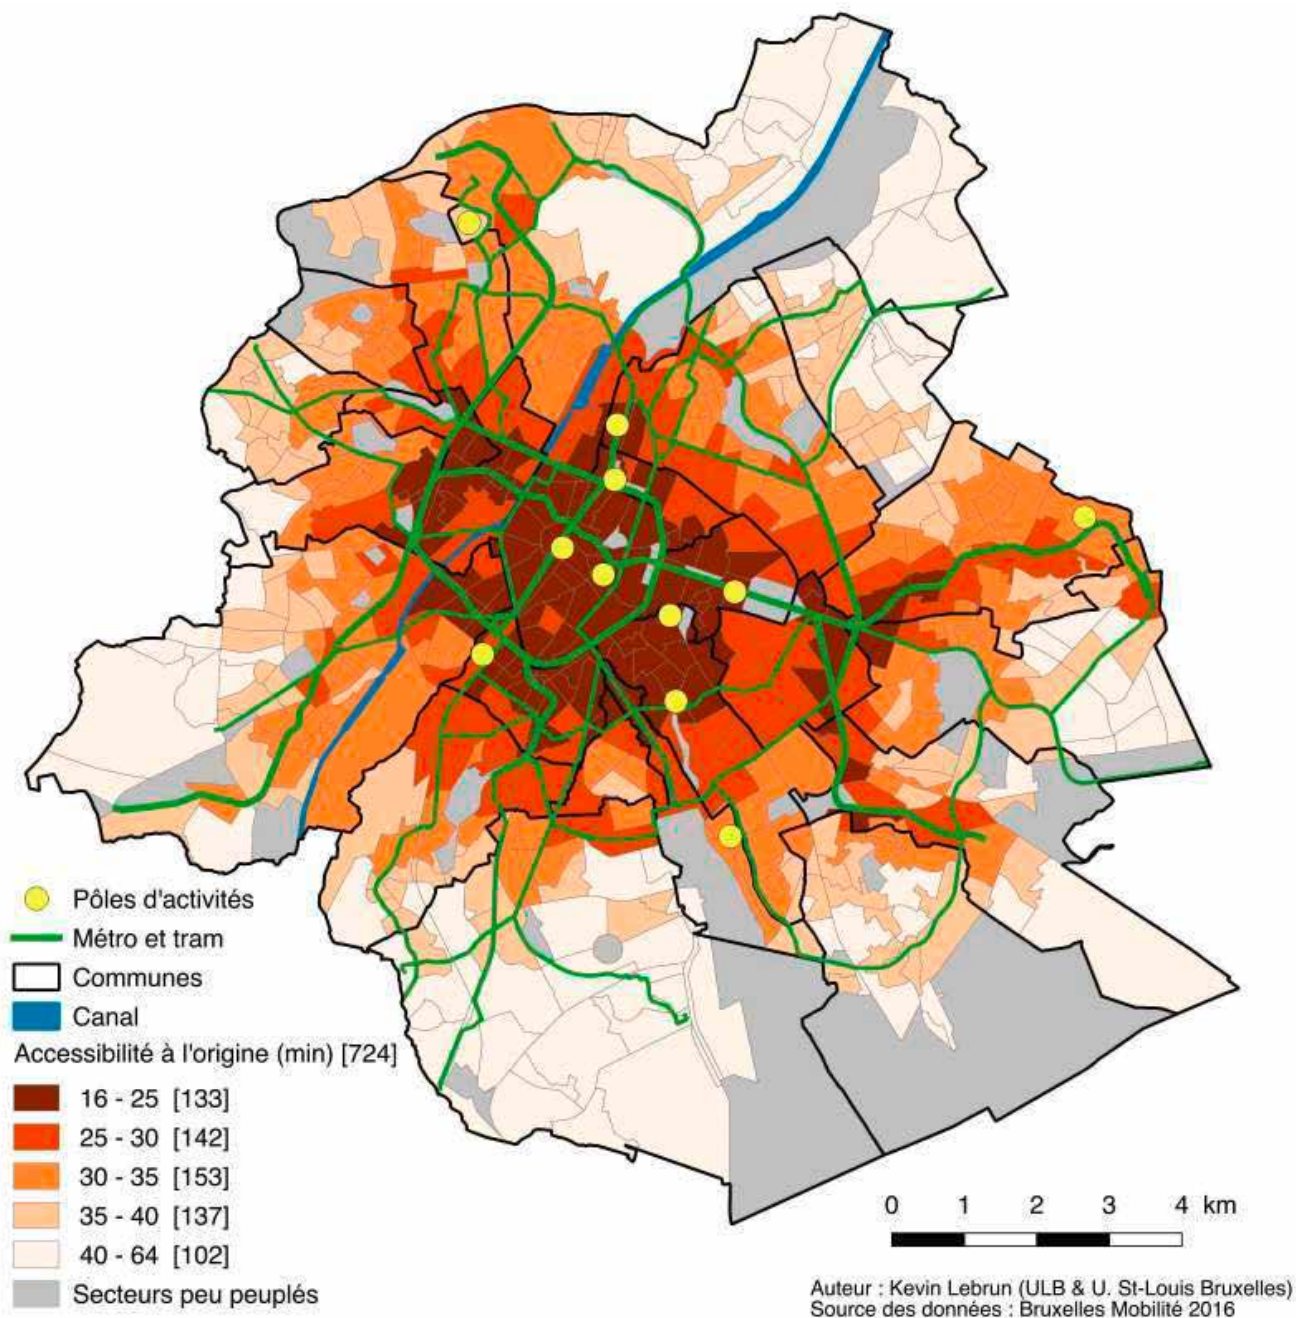 Pôles d'activités
Métro et tram
Communes
Canal
Accessibilité à l'origine (min) [724]
16 - 25 [133]
25 - 30 [142]
30 - 35 [153]
35 - 40 [137]
40 - 64 [102]
Secteurs peu peuplés
0 1 2 3 4 km
Auteur : Kevin Lebrun (ULB & U. St-Louis Bruxelles)
Source des données : Bruxelles Mobilité 2016